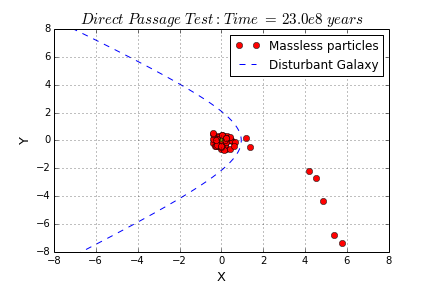 Direct Passage Test: Time = 23.0e8 years
8
6
4
2
0
−2
−4
−6
−8
Y
Massless particles
Disturbant Galaxy
−8 −6 −4 −2 0 2 4 6 8
X